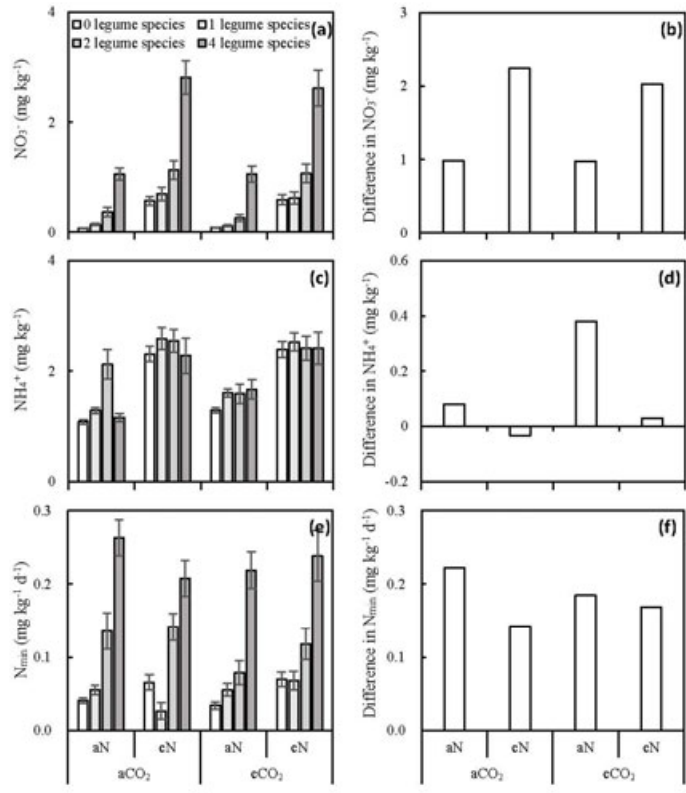 0 legume species 1 legume species (a)
2 legume species 4 legume species
NO₃⁻ (mg kg⁻¹)
4
2
0
(b)
Difference in NO₃⁻ (mg kg⁻¹)
3
2
1
0
(c)
NH₄⁺ (mg kg⁻¹)
4
2
0
(d)
Difference in NH₄⁺ (mg kg⁻¹)
0.6
0.4
0.2
0
-0.2
(e)
Nmin (mg kg⁻¹ d⁻¹)
0.3
0.2
0.1
0.0
aN eN aN eN
aCO₂ eCO₂
(f)
Difference in Nmin (mg kg⁻¹ d⁻¹)
0.3
0.2
0.1
0.0
aN eN aN eN
aCO₂ eCO₂